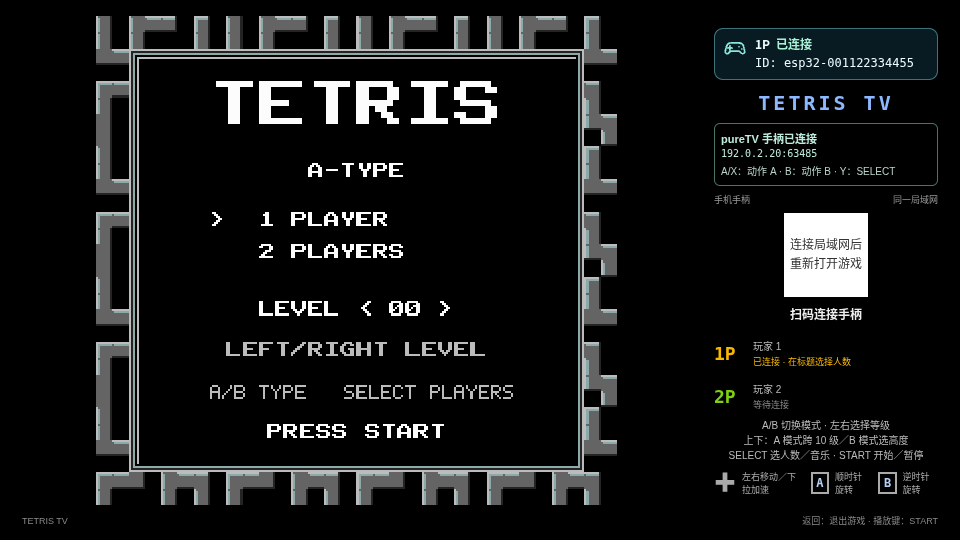 TETRIS
A-TYPE
> 1 PLAYER
2 PLAYERS
LEVEL < 00 >
LEFT/RIGHT LEVEL
A/B TYPE SELECT PLAYERS
PRESS START
1P 已连接
ID: esp32-001122334455
TETRIS TV
pureTV 手柄已连接
192.0.2.20:63485
A/X：动作 A · B：动作 B · Y：SELECT
手机手柄 同一局域网
连接局域网后
重新打开游戏
扫码连接手柄
1P 玩家 1
已连接 · 在标题选择人数
2P 玩家 2
等待连接
A/B 切换模式 · 左右选择等级
上下：A 模式跨 10 级／B 模式选高度
SELECT 选人数／音乐 · START 开始／暂停
左右移动／下
拉加速
A 顺时针
旋转
B 逆时针
旋转
TETRIS TV
返回：退出游戏 · 播放键：START